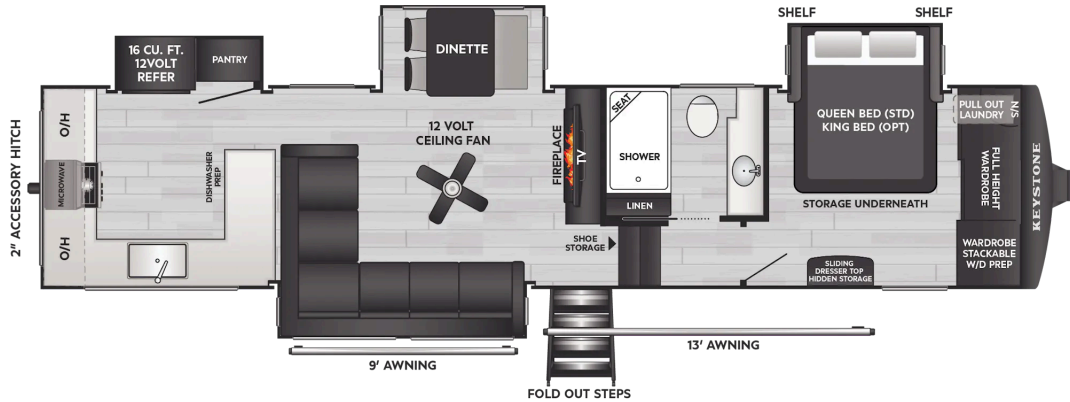 SHELF
SHELF
16 CU. FT.
12VOLT
REFER
PANTRY
DINETTE
2" ACCESSORY HITCH
O/H
MICROWAVE
O/H
DISHWASHER
PREP
12 VOLT
CEILING FAN
FIREPLACE
TV
SEAT
SHOWER
LINEN
SHOE
STORAGE
QUEEN BED (STD)
KING BED (OPT)
STORAGE UNDERNEATH
PULL OUT
LAUNDRY
N/S
FULL HEIGHT
WARDROBE
WARDROBE
STACKABLE
W/D PREP
KEYSTONE
SLIDING
DRESSER TOP
HIDDEN STORAGE
9' AWNING
13' AWNING
FOLD OUT STEPS